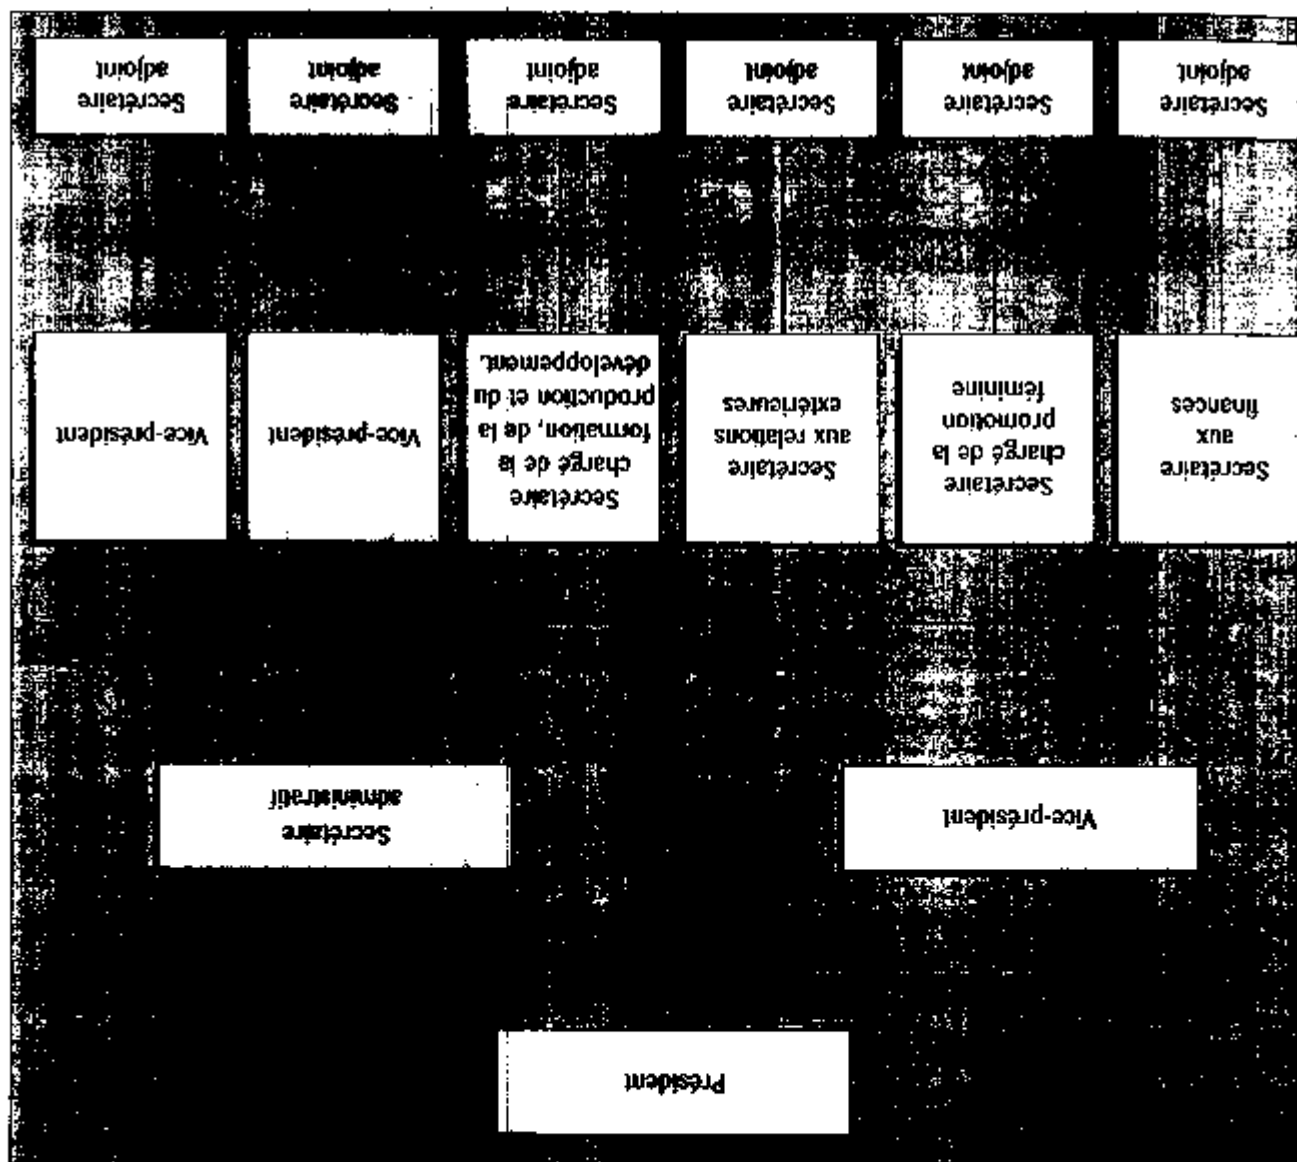 Président
Vice-président
Secrétaire
administratif
Secrétaire
aux
finances
Secrétaire
chargé de la
promotion
féminine
Secrétaire
aux relations
extérieures
Secrétaire
chargé de la
formation, de la
production et du
développement.
Vice-président
Vice-président
Secrétaire
adjoint
Secrétaire
adjoint
Secrétaire
adjoint
Secrétaire
adjoint
Secrétaire
adjoint
Secrétaire
adjoint